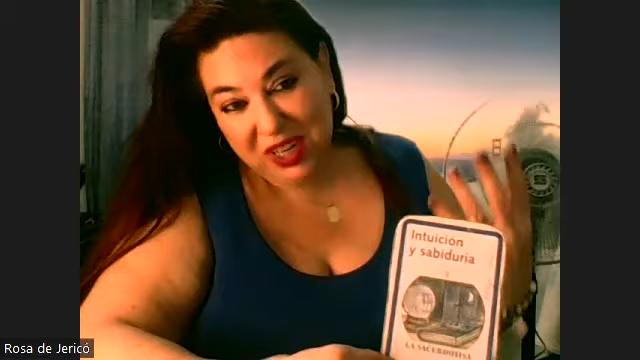 Intuición
y sabiduría
LA SACERDOTISA
Rosa de Jericó